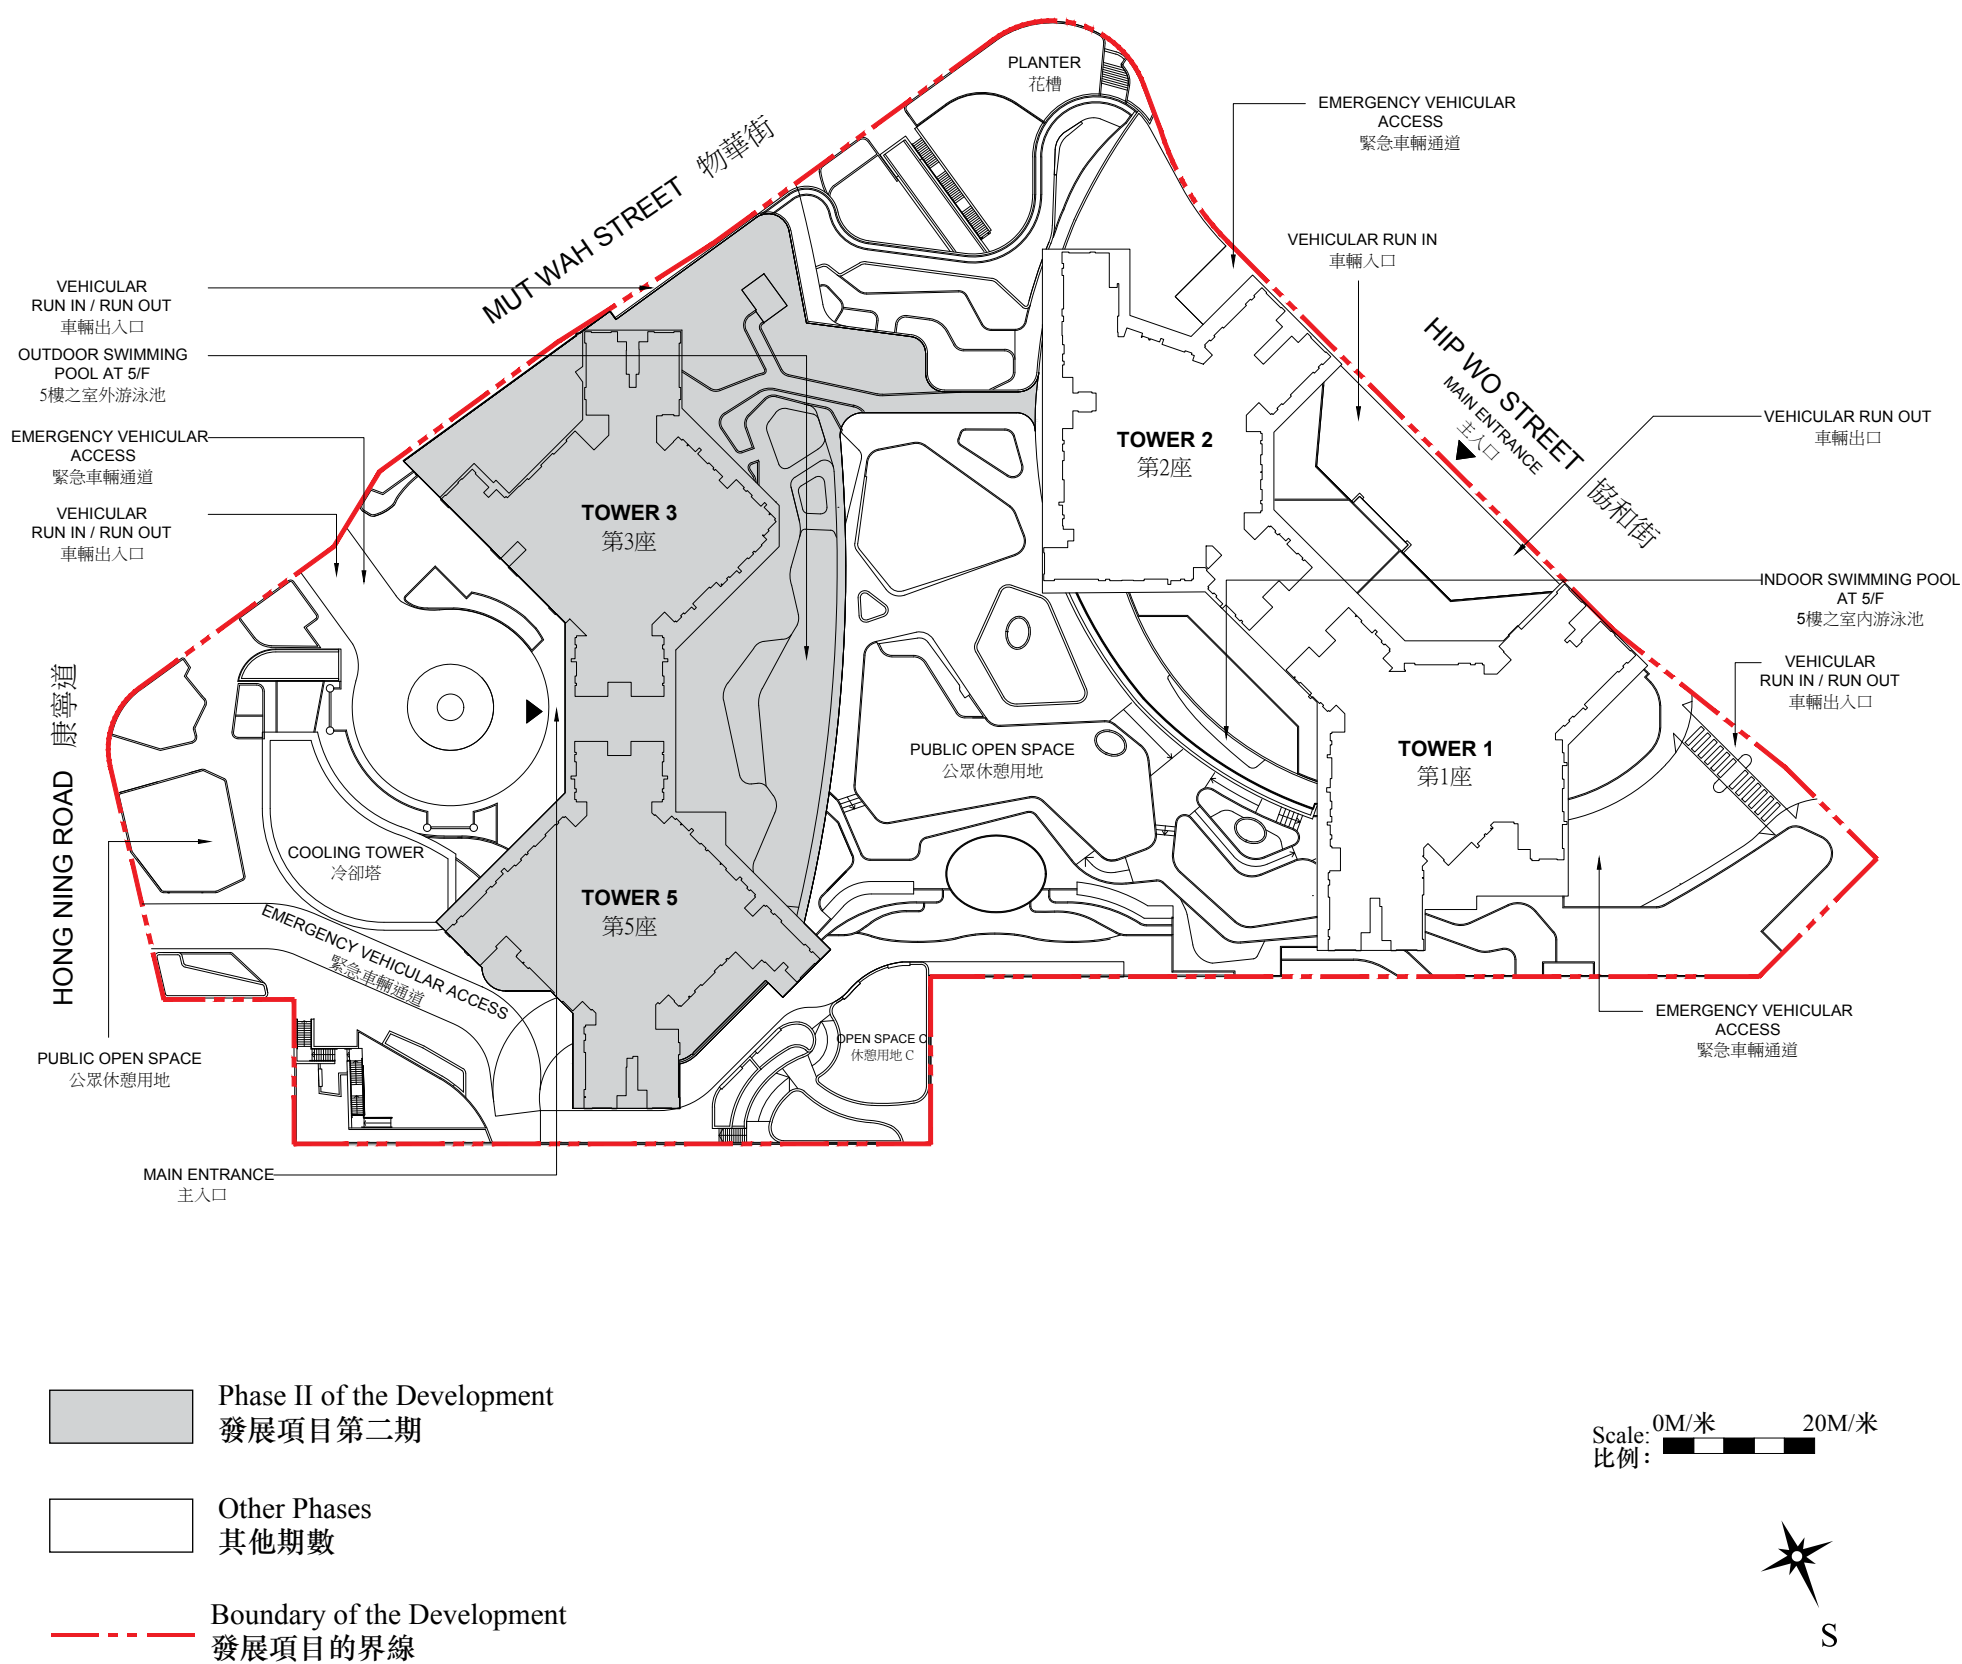 PLANTER
花槽
EMERGENCY VEHICULAR
ACCESS
緊急車輛通道
MUT WAH STREET 物華街
VEHICULAR RUN IN
車輛入口
VEHICULAR
RUN IN / RUN OUT
車輛出入口
OUTDOOR SWIMMING
POOL AT 5/F
5樓之室外游泳池
HIP WO STREET 協和街
MAIN ENTRANCE
主入口
VEHICULAR RUN OUT
車輛出口
EMERGENCY VEHICULAR
ACCESS
緊急車輛通道
TOWER 2
第2座
VEHICULAR
RUN IN / RUN OUT
車輛出入口
TOWER 3
第3座
INDOOR SWIMMING POOL
AT 5/F
5樓之室內游泳池
VEHICULAR
RUN IN / RUN OUT
車輛出入口
HONG NING ROAD 康寧道
PUBLIC OPEN SPACE
公眾休憩用地
TOWER 1
第1座
COOLING TOWER
冷卻塔
TOWER 5
第5座
EMERGENCY VEHICULAR ACCESS
緊急車輛通道
EMERGENCY VEHICULAR
ACCESS
緊急車輛通道
OPEN SPACE C
休憩用地 C
PUBLIC OPEN SPACE
公眾休憩用地
MAIN ENTRANCE
主入口
Phase II of the Development
發展項目第二期
Other Phases
其他期數
Boundary of the Development
發展項目的界線
Scale: 0M/米 20M/米
比例：
S